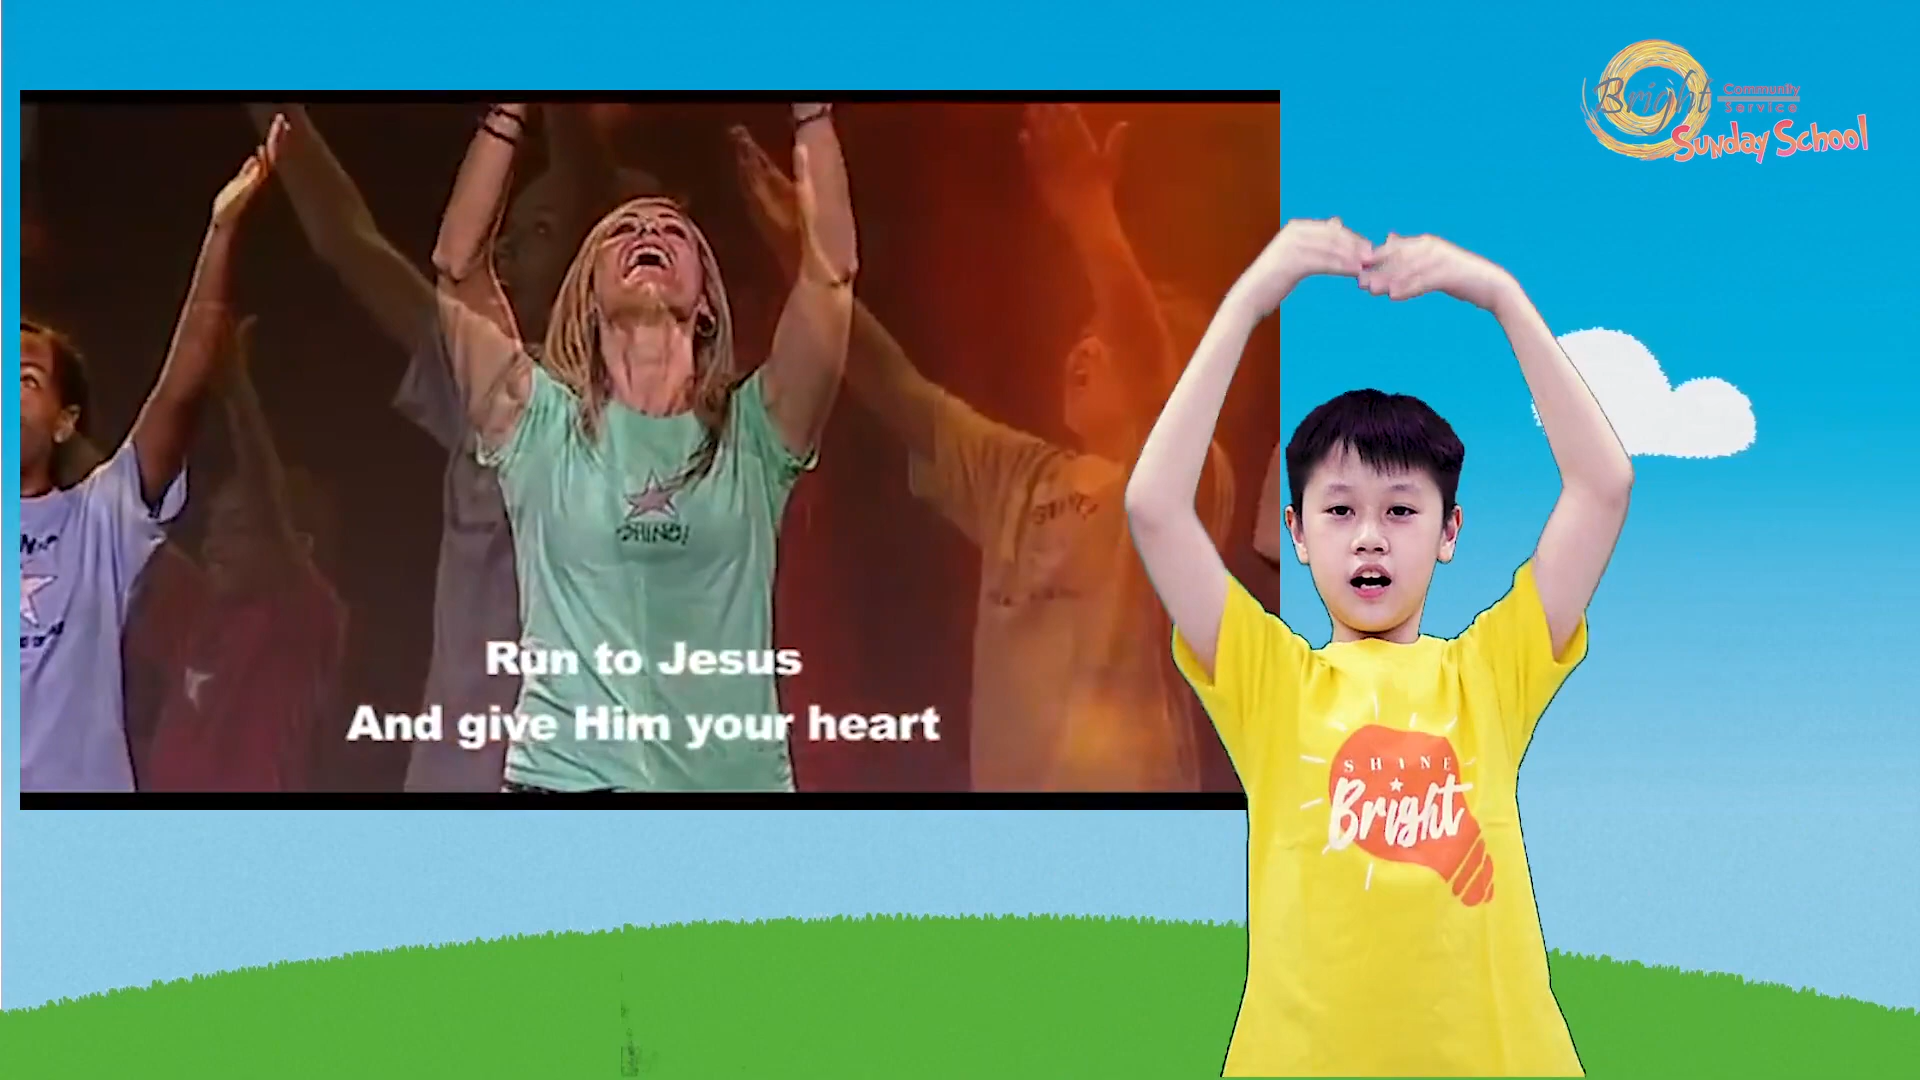 Bright
Community
Service
Sunday School
SHINE!
Run to Jesus
And give Him your heart
SHINE
Bright